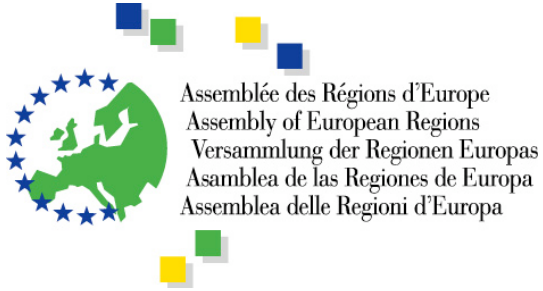 Assemblée des Régions d'Europe
Assembly of European Regions
Versammlung der Regionen Europas
Asamblea de las Regiones de Europa
Assemblea delle Regioni d'Europa